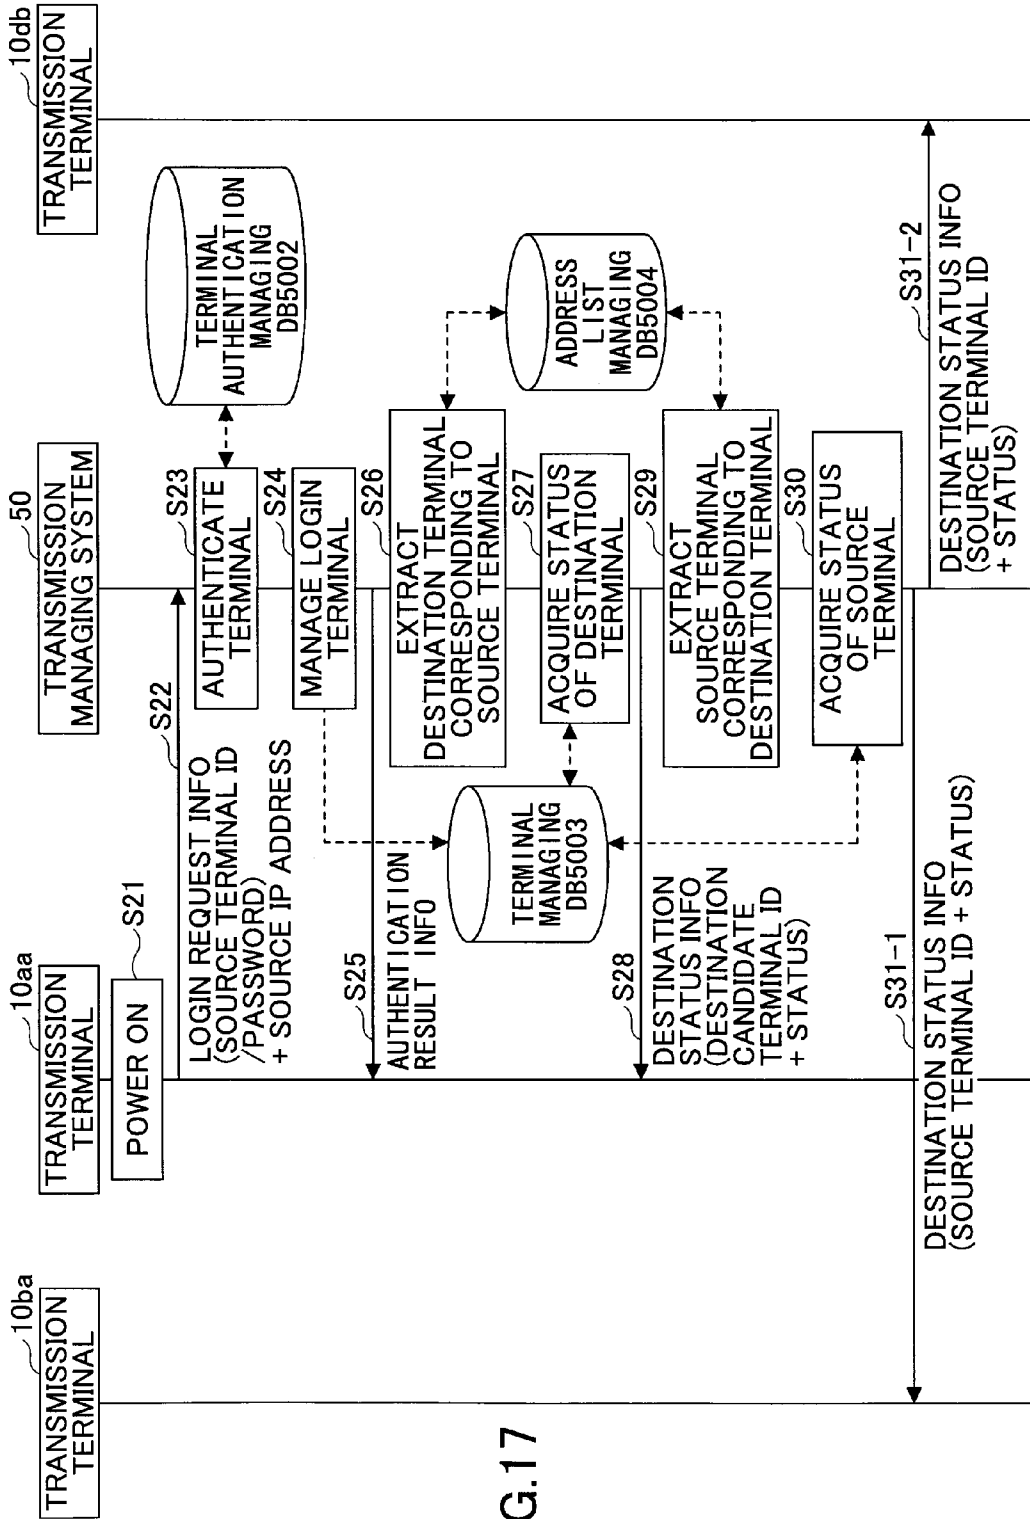 10ba
TRANSMISSION
TERMINAL
10aa
TRANSMISSION
TERMINAL
50
TRANSMISSION
MANAGING SYSTEM
10db
TRANSMISSION
TERMINAL
S21
POWER ON
S22
LOGIN REQUEST INFO
(SOURCE TERMINAL ID
/PASSWORD)
+ SOURCE IP ADDRESS
S23
AUTHENTICATE
TERMINAL
TERMINAL
AUTHENTICATION
MANAGING
DB5002
S24
MANAGE LOGIN
TERMINAL
S25
AUTHENTICATION
RESULT INFO
S26
EXTRACT
DESTINATION TERMINAL
CORRESPONDING TO
SOURCE TERMINAL
ADDRESS
LIST
MANAGING
DB5004
TERMINAL
MANAGING
DB5003
S27
ACQUIRE STATUS
OF DESTINATION
TERMINAL
S28
DESTINATION
STATUS INFO
(DESTINATION
CANDIDATE
TERMINAL ID
+ STATUS)
S29
EXTRACT
SOURCE TERMINAL
CORRESPONDING TO
DESTINATION TERMINAL
S30
ACQUIRE STATUS
OF SOURCE
TERMINAL
S31-1
DESTINATION STATUS INFO
(SOURCE TERMINAL ID + STATUS)
S31-2
DESTINATION STATUS INFO
(SOURCE TERMINAL ID
+ STATUS)
G.17